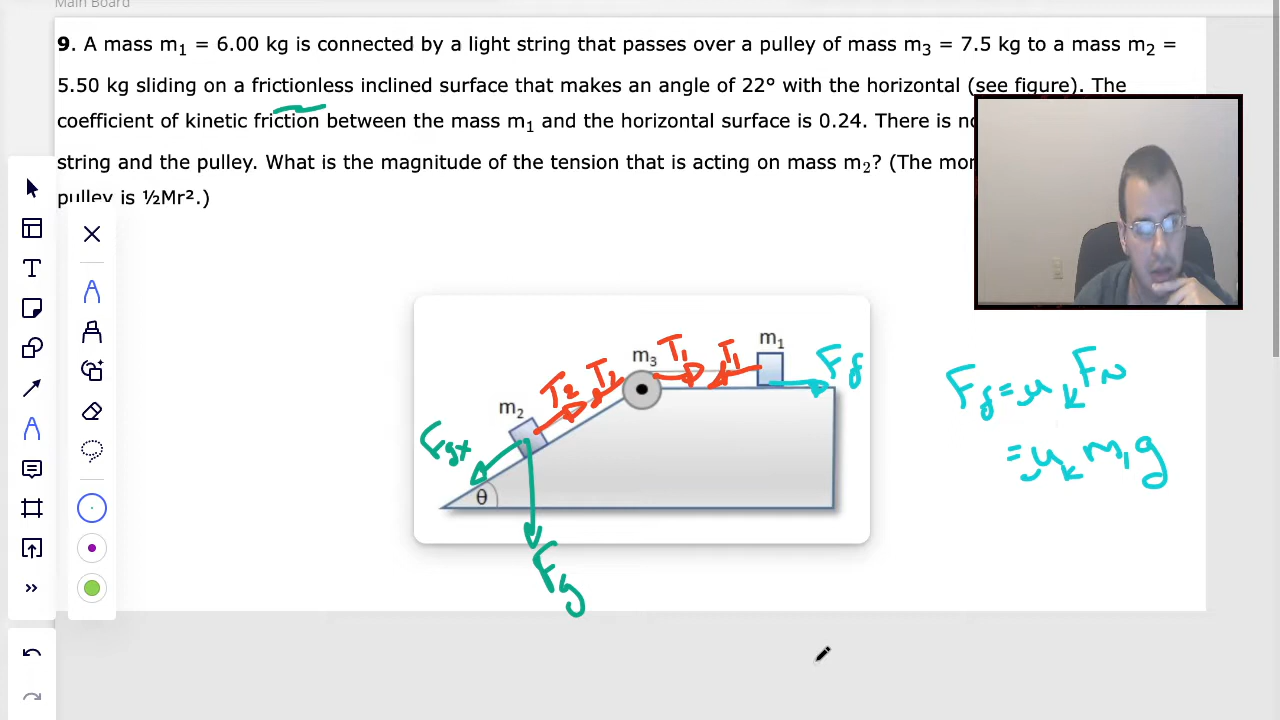 Main Board
9. A mass m₁ = 6.00 kg is connected by a light string that passes over a pulley of mass m₃ = 7.5 kg to a mass m₂ =
5.50 kg sliding on a frictionless inclined surface that makes an angle of 22° with the horizontal (see figure). The
coefficient of kinetic friction between the mass m₁ and the horizontal surface is 0.24. There is no
string and the pulley. What is the magnitude of the tension that is acting on mass m₂? (The
pulley is ½Mr².)
m₁
m₃
T₁
T₁
Ff
T₂
T₂
m₂
Fgx
θ
Fg
Ff=μkFN
=μkm₁g
T